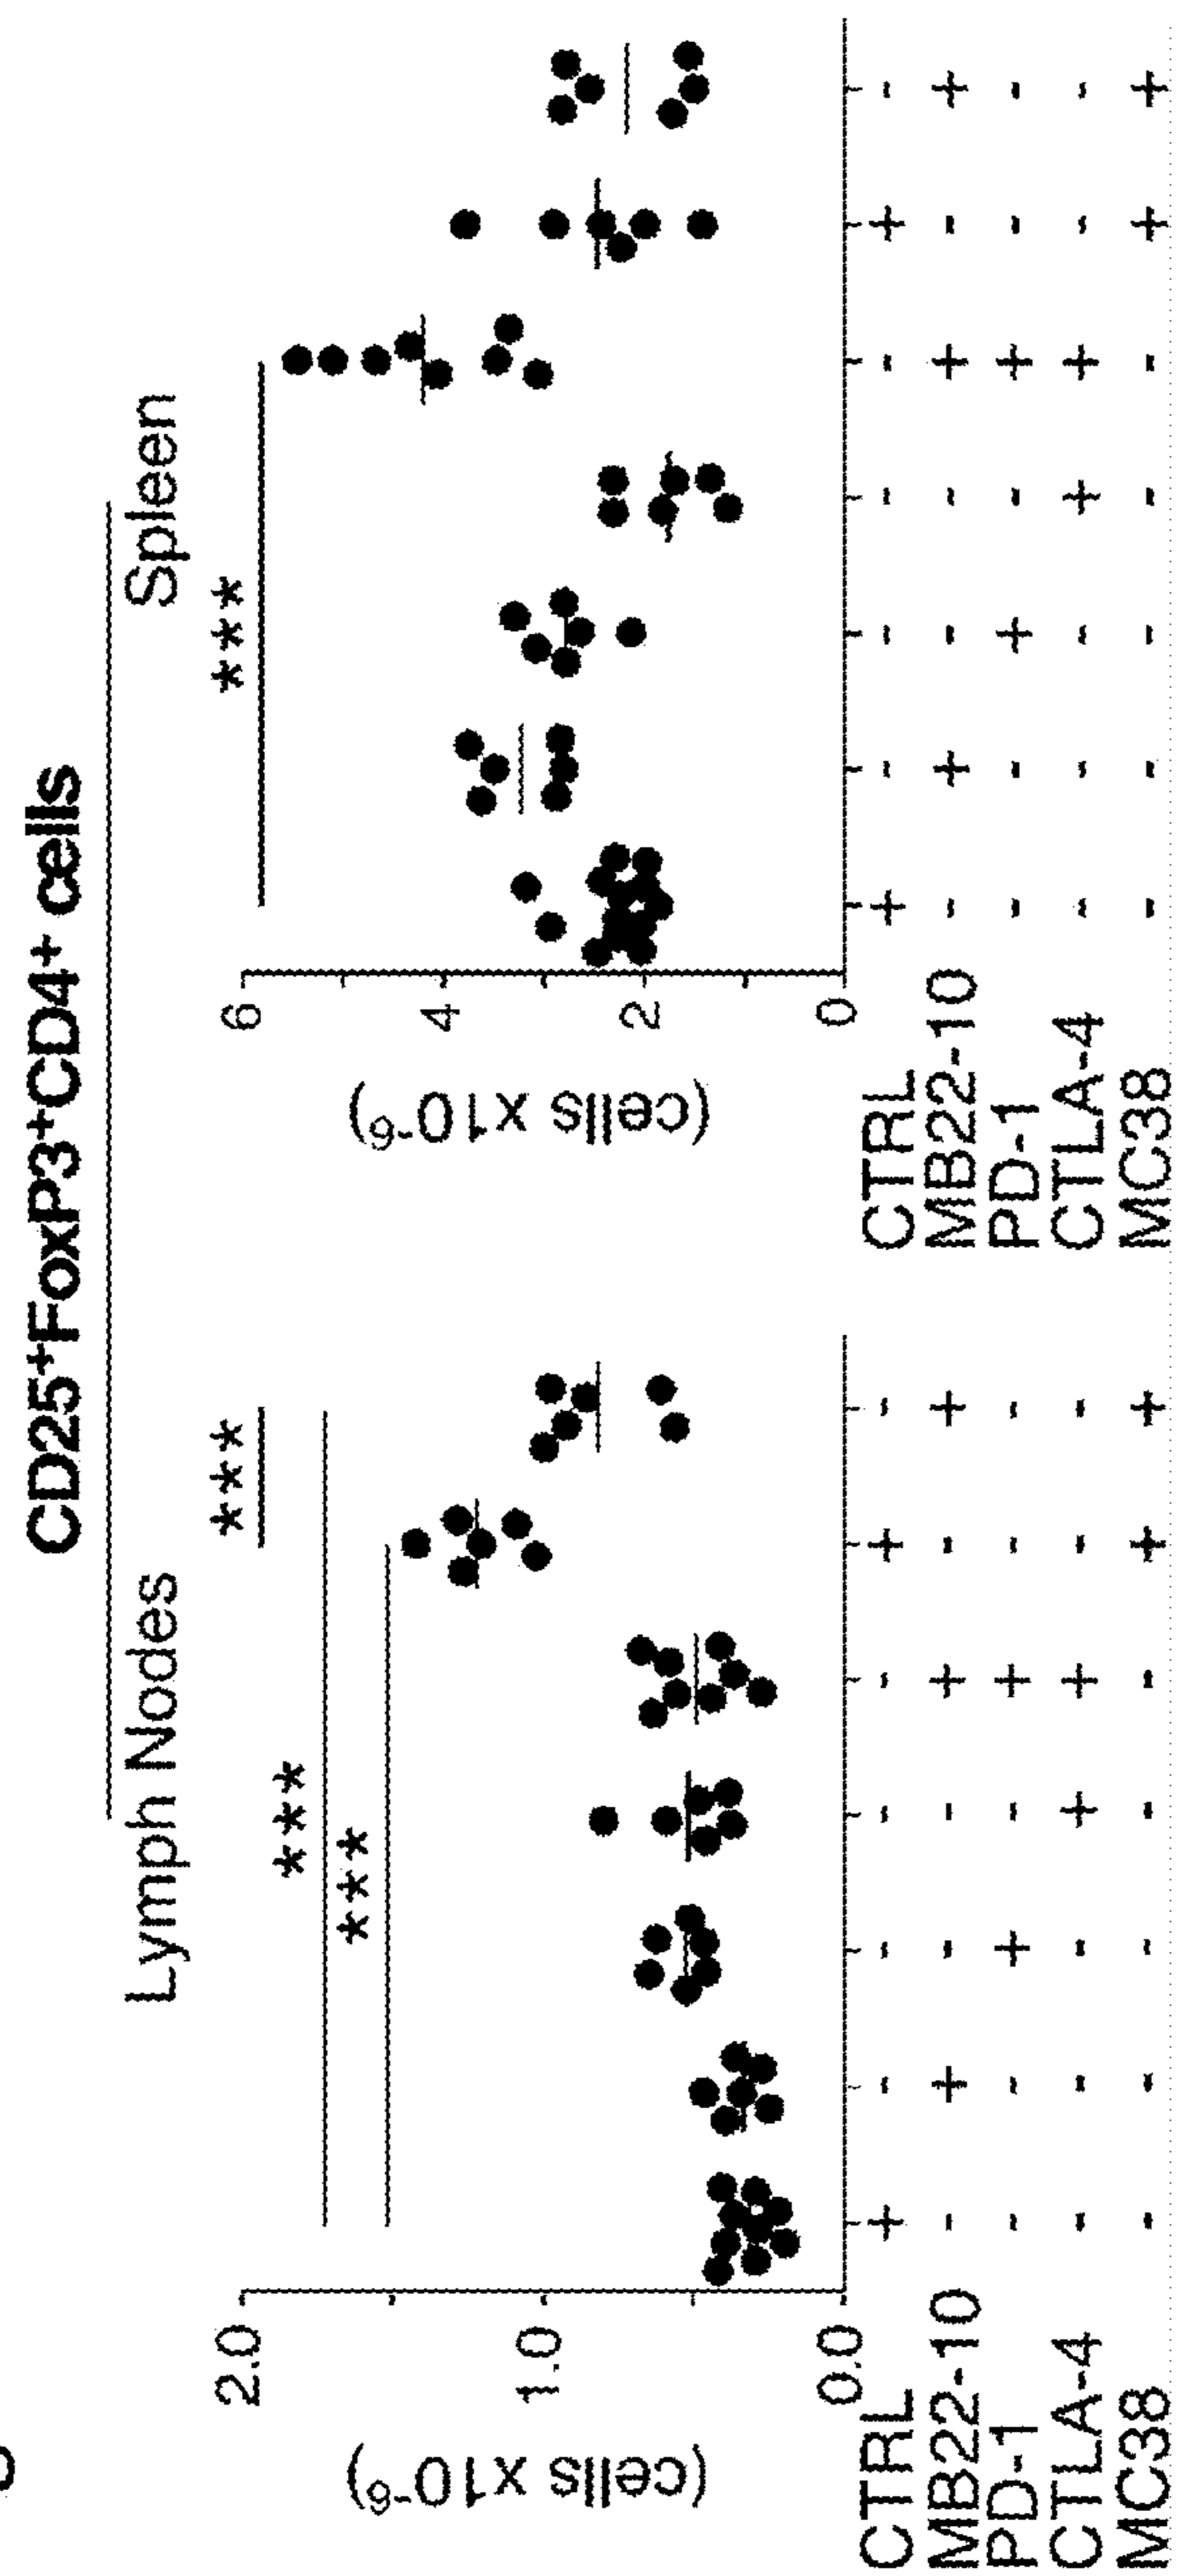 CD25⁺FoxP3⁺CD4⁺ cells
Lymph Nodes
***
***
***
(cells x10⁻⁶)
2.0
1.0
0.0
CTRL + - - - - + -
MB22-10 - + - - + - +
PD-1 - - + - + - -
CTLA-4 - - - + + - -
MC38 - - - - - + +
Spleen
***
(cells x10⁻⁶)
6
4
2
0
CTRL + - - - - + -
MB22-10 - + - - + - +
PD-1 - - + - + - -
CTLA-4 - - - + + - -
MC38 - - - - - + +